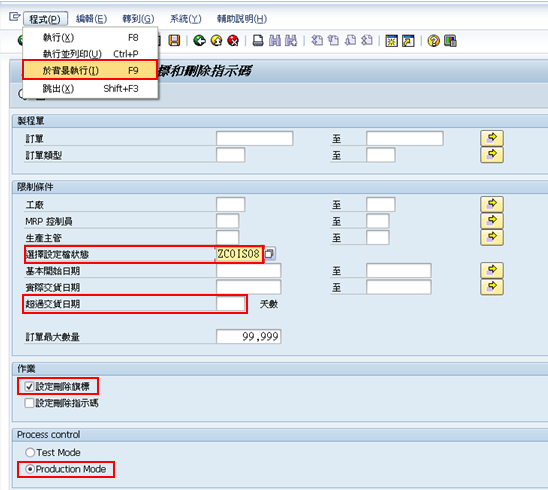 程式(P) 編輯(E) 轉到(G) 系統(Y) 輔助說明(H)
執行(X) F8
執行並列印(U) Ctrl+P
於背景執行(I) F9
跳出(X) Shift+F3
標和刪除指示碼
製程單
訂單 至
訂單類型 至
限制條件
工廠 至
MRP 控制員 至
生產主管 至
選擇設定檔狀態 ZCOIS08
基本開始日期 至
實際交貨日期 至
超過交貨日期 天數
訂單最大數量 99,999
作業
設定刪除旗標
設定刪除指示碼
Process control
Test Mode
Production Mode